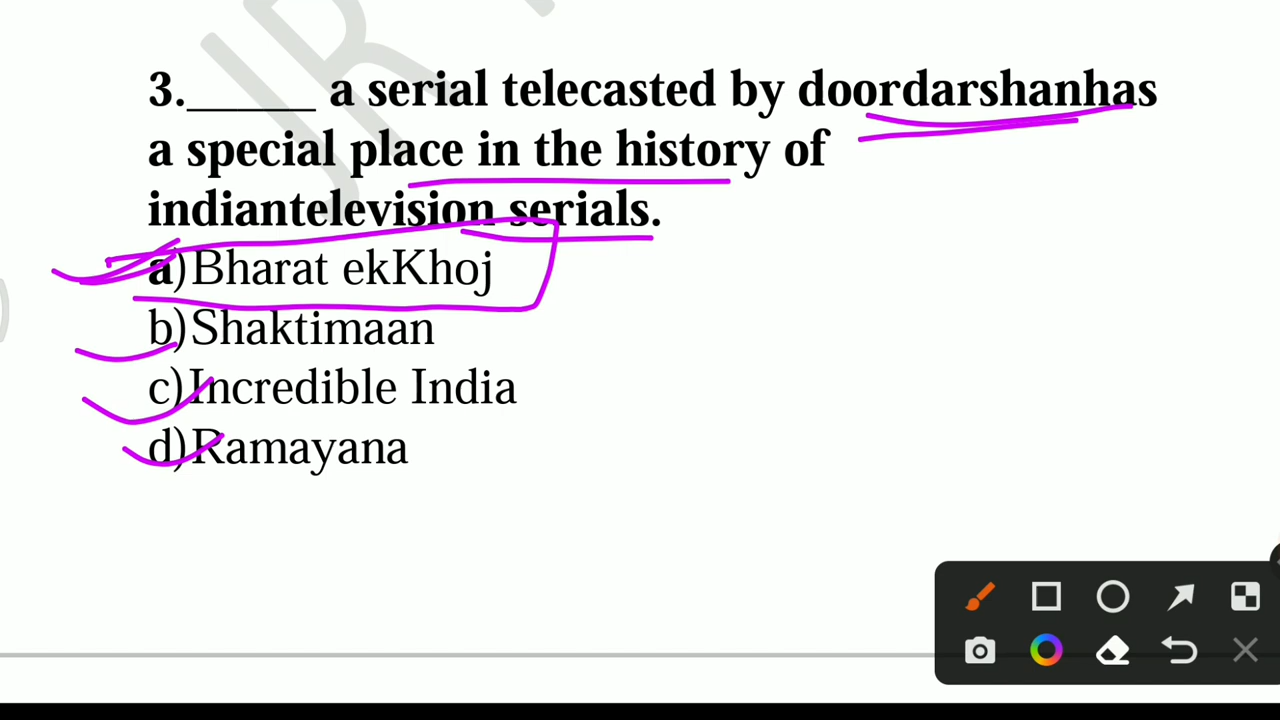 JR
3.______ a serial telecasted by doordarshanhas
a special place in the history of
indiantelevision serials.
a)Bharat ekKhoj
b)Shaktimaan
c)Incredible India
d)Ramayana